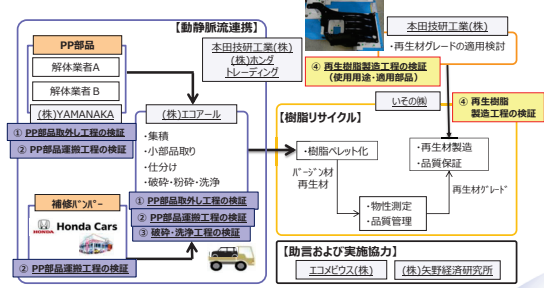 【動静脈流連携】
PP部品
解体業者A
解体業者B
(株)YAMANAKA
① PP部品取外し工程の検証
② PP部品運搬工程の検証
補修バンパー
HONDA
Honda Cars
② PP部品運搬工程の検証
本田技研工業(株)
(株)ホンダ
トレーディング
(株)エコアール
・集積
・小部品取り
・仕分け
・破砕・粉砕・洗浄
① PP部品取外し工程の検証
② PP部品運搬工程の検証
③ 破砕・洗浄工程の検証
本田技研工業(株)
・再生材グレードの適用検討
④ 再生樹脂製造工程の検証
（使用用途・適用部品）
いその㈱
④ 再生樹脂
製造工程の検証
【樹脂リサイクル】
・樹脂ペレット化
バージン材
再生材
・物性測定
・品質管理
・再生材製造
・品質保証
再生材グレード
【助言および実施協力】
エコメビウス(株)
(株)矢野経済研究所